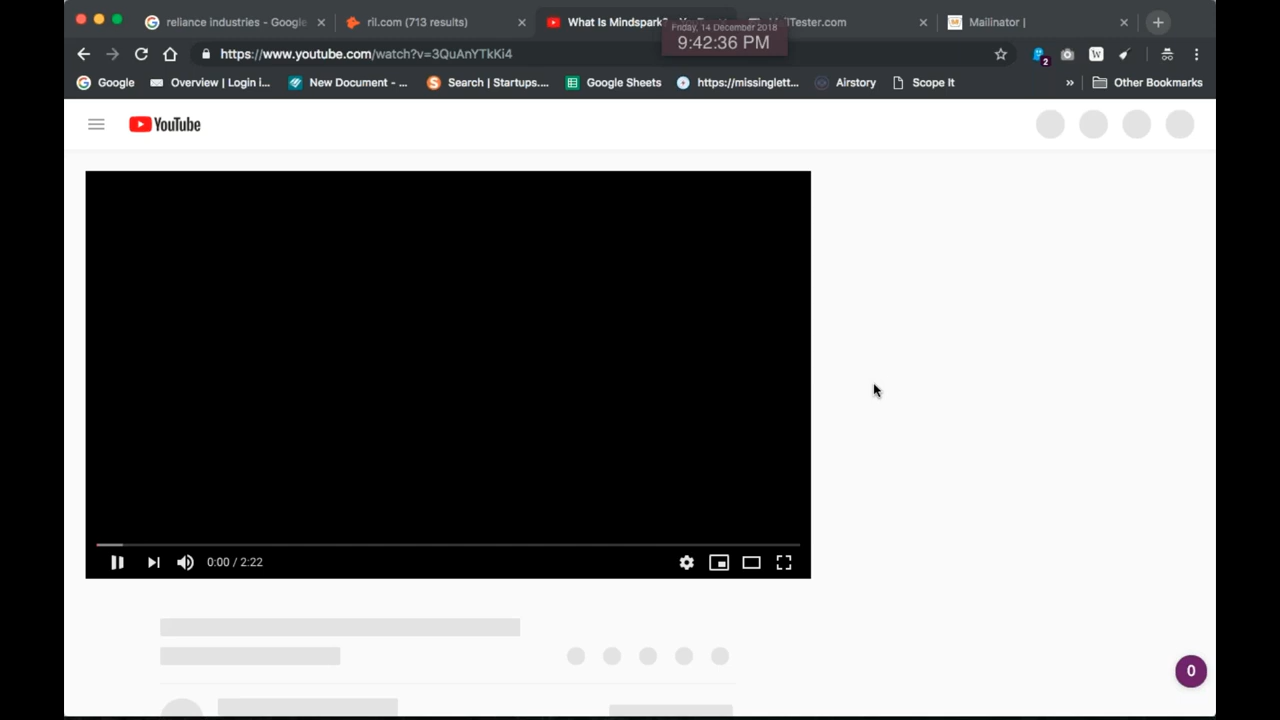 reliance industries - Google
ril.com (713 results)
What Is Mindspark?
Tester.com
Mailinator |
Friday, 14 December 2018
9:42:36 PM
https://www.youtube.com/watch?v=3QuAnYTkKi4
2
W
Google
Overview | Login i...
New Document - ...
Search | Startups....
Google Sheets
https://missinglett...
Airstory
Scope It
»
Other Bookmarks
YouTube
0:00 / 2:22
0